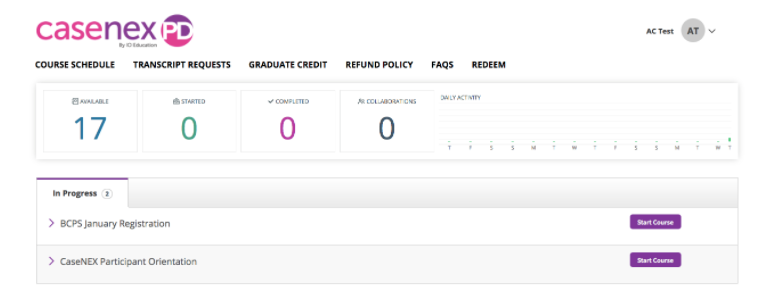 casenex PD
By IO Education
AC Test AT
COURSE SCHEDULE TRANSCRIPT REQUESTS GRADUATE CREDIT REFUND POLICY FAQS REDEEM
AVAILABLE STARTED COMPLETED COLLABORATIONS DAILY ACTIVITY
17 0 0 0
T F S S M T W T F S S M T W T
In Progress 2
BCPS January Registration Start Course
CaseNEX Participant Orientation Start Course